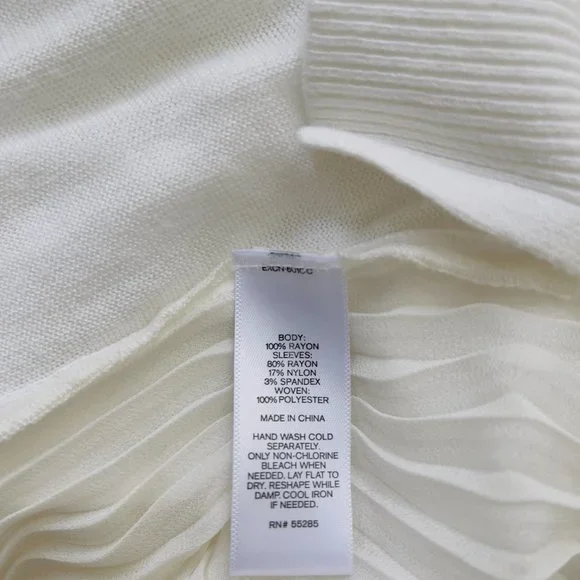 BODY:
100% RAYON
SLEEVES:
80% RAYON
17% NYLON
3% SPANDEX
WOVEN:
100% POLYESTER
MADE IN CHINA
HAND WASH COLD
SEPARATELY.
ONLY NON-CHLORINE
BLEACH WHEN
NEEDED. LAY FLAT TO
DRY. RESHAPE WHILE
DAMP. COOL IRON
IF NEEDED.
RN# 55285